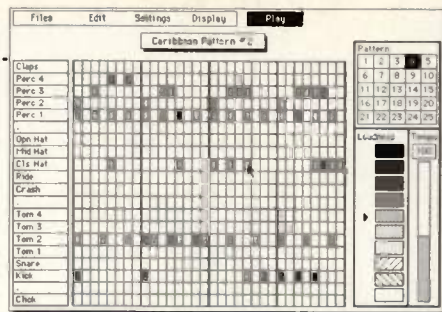 Files Edit Settings Display Play
Caribbean Pattern #2
Pattern
1 2 3 4 5
6 7 8 9 10
11 12 13 14 15
16 17 18 19 20
21 22 23 24 25
Loudness Tempo
Claps
Perc 4
Perc 3
Perc 2
Perc 1
Opn Hat
Mid Hat
Cls Hat
Ride
Crash
Tom 4
Tom 3
Tom 2
Tom 1
Snare
Kick
Chok